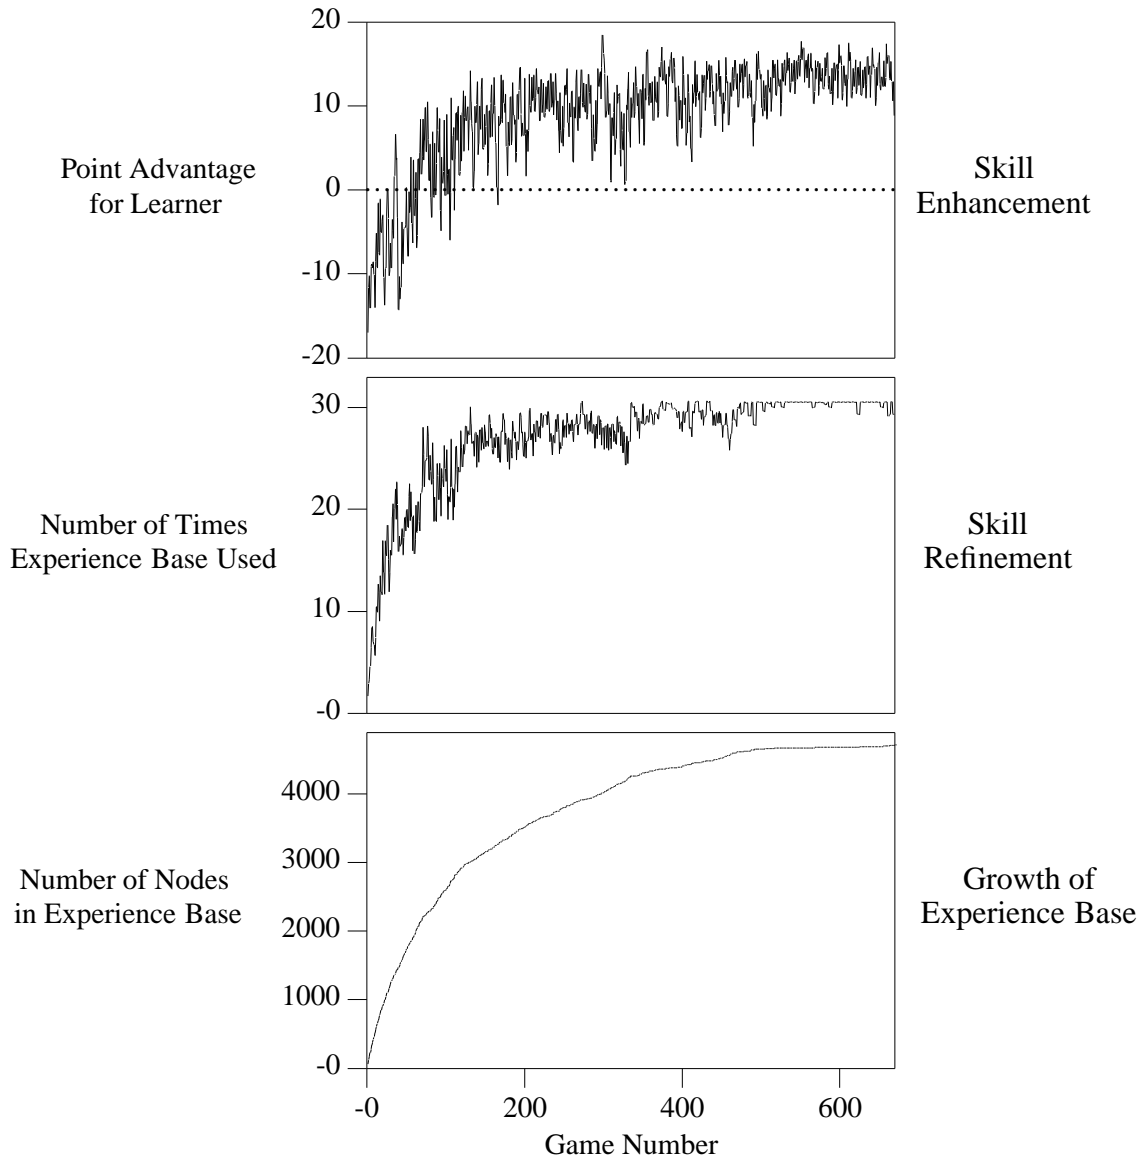 20
10
0
-10
-20
Point Advantage
for Learner
Skill
Enhancement
30
20
10
-0
Number of Times
Experience Base Used
Skill
Refinement
4000
3000
2000
1000
-0
Number of Nodes
in Experience Base
Growth of
Experience Base
-0 200 400 600
Game Number